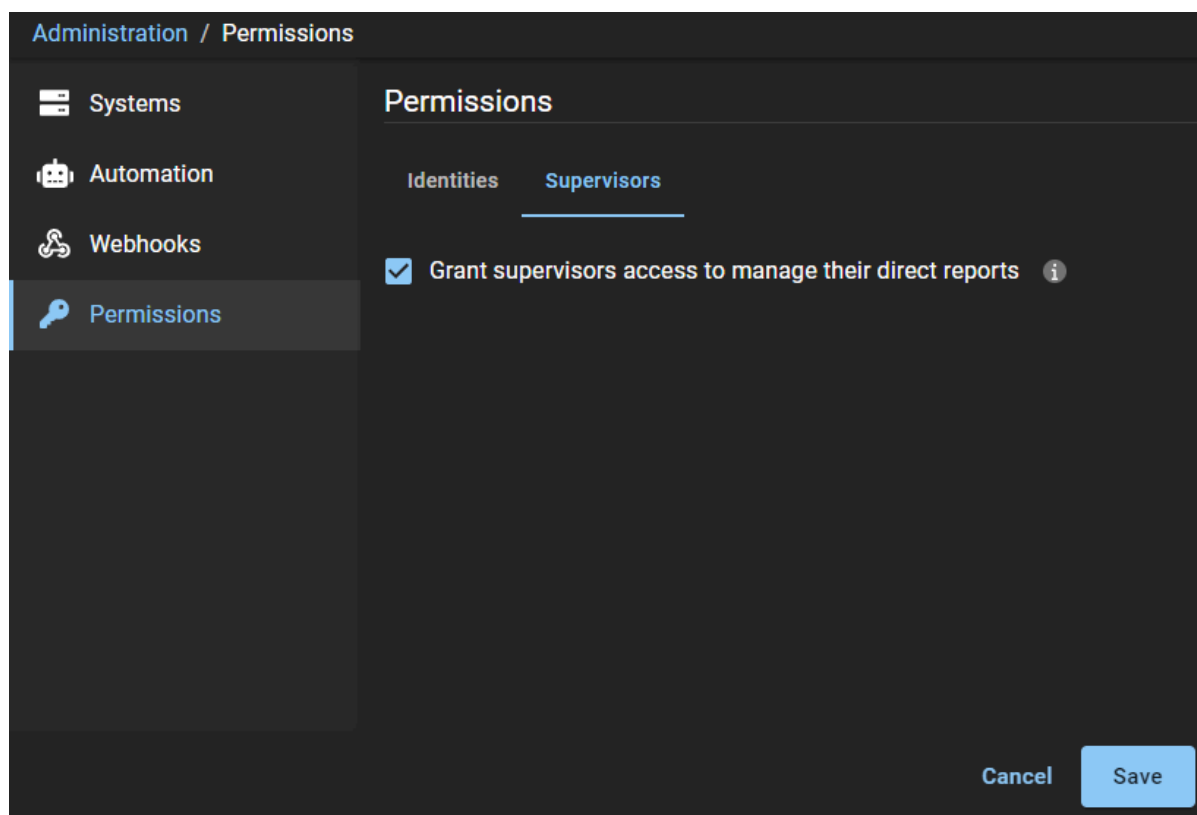 Administration / Permissions
Systems
Automation
Webhooks
Permissions
Permissions
Identities Supervisors
Grant supervisors access to manage their direct reports
Cancel Save